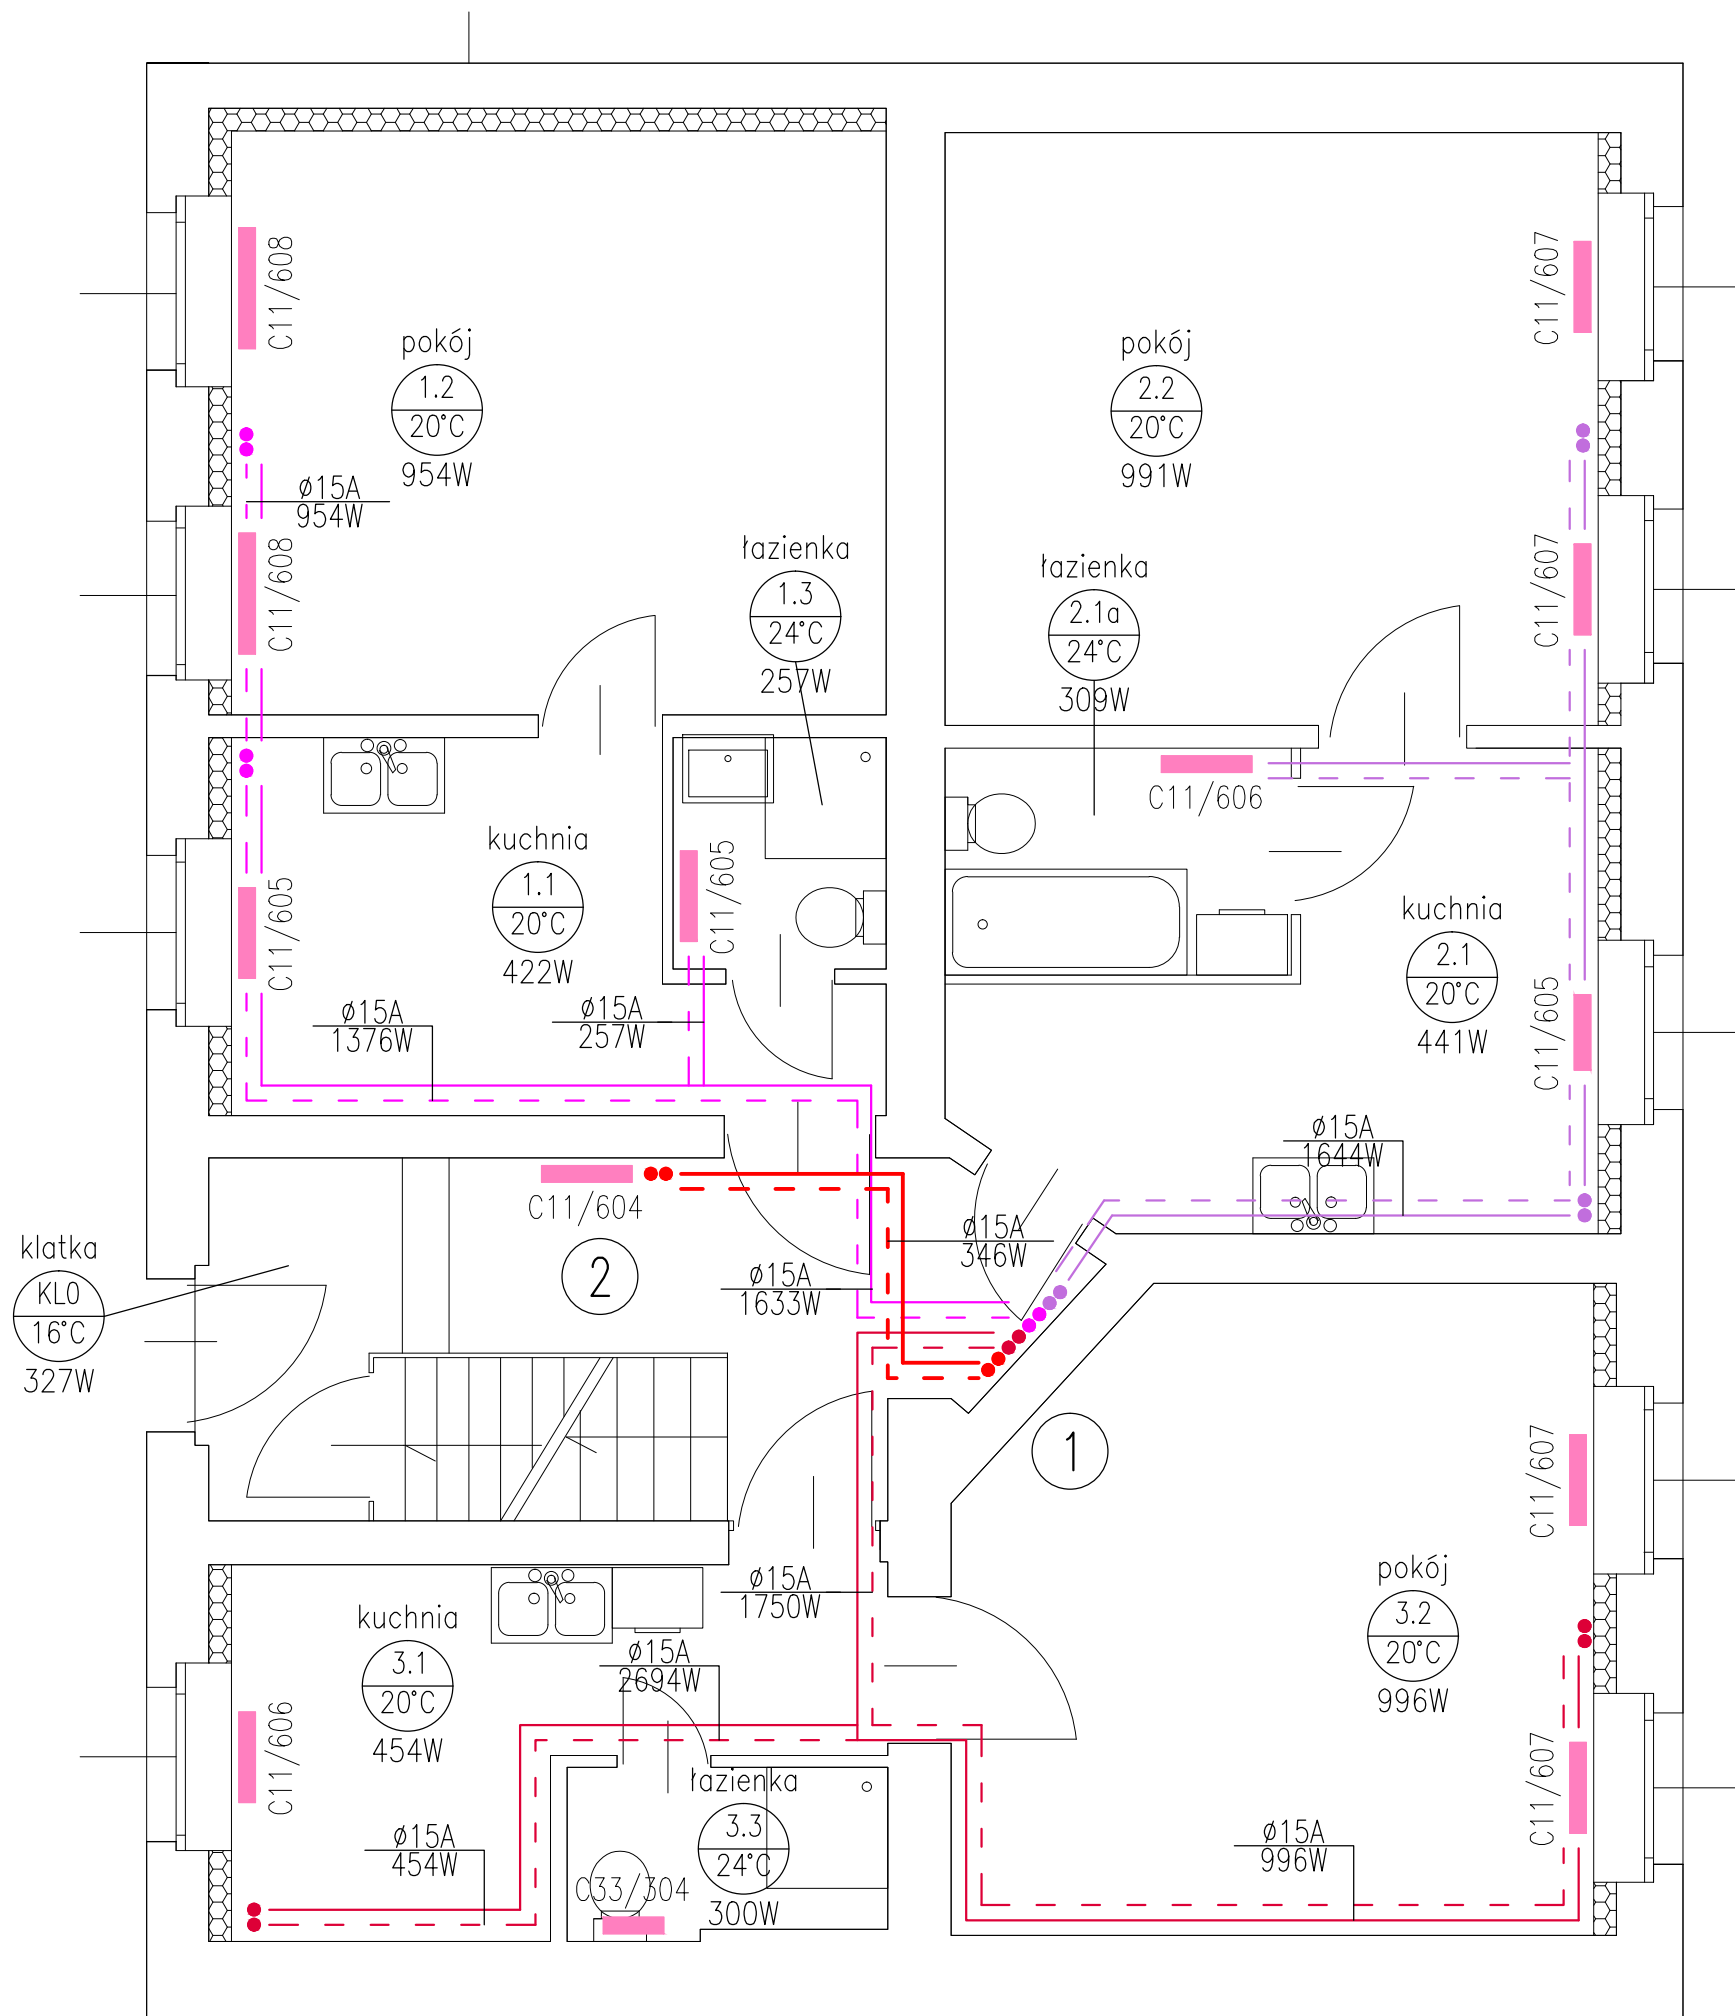 C11/608
pokój
1.2
20°C
954W
ø15A
954W
C11/608
pokój
2.2
20°C
991W
C11/607
C11/607
łazienka
1.3
24°C
257W
łazienka
2.1a
24°C
309W
C11/606
kuchnia
1.1
20°C
422W
C11/605
C11/605
ø15A
1376W
ø15A
257W
kuchnia
2.1
20°C
441W
C11/605
ø15A
1644W
C11/604
2
klatka
KL0
16°C
327W
ø15A
346W
ø15A
1633W
1
C11/607
ø15A
1750W
kuchnia
3.1
20°C
454W
ø15A
2694W
pokój
3.2
20°C
996W
C11/606
C11/607
łazienka
3.3
24°C
300W
ø15A
454W
C33/304
ø15A
996W